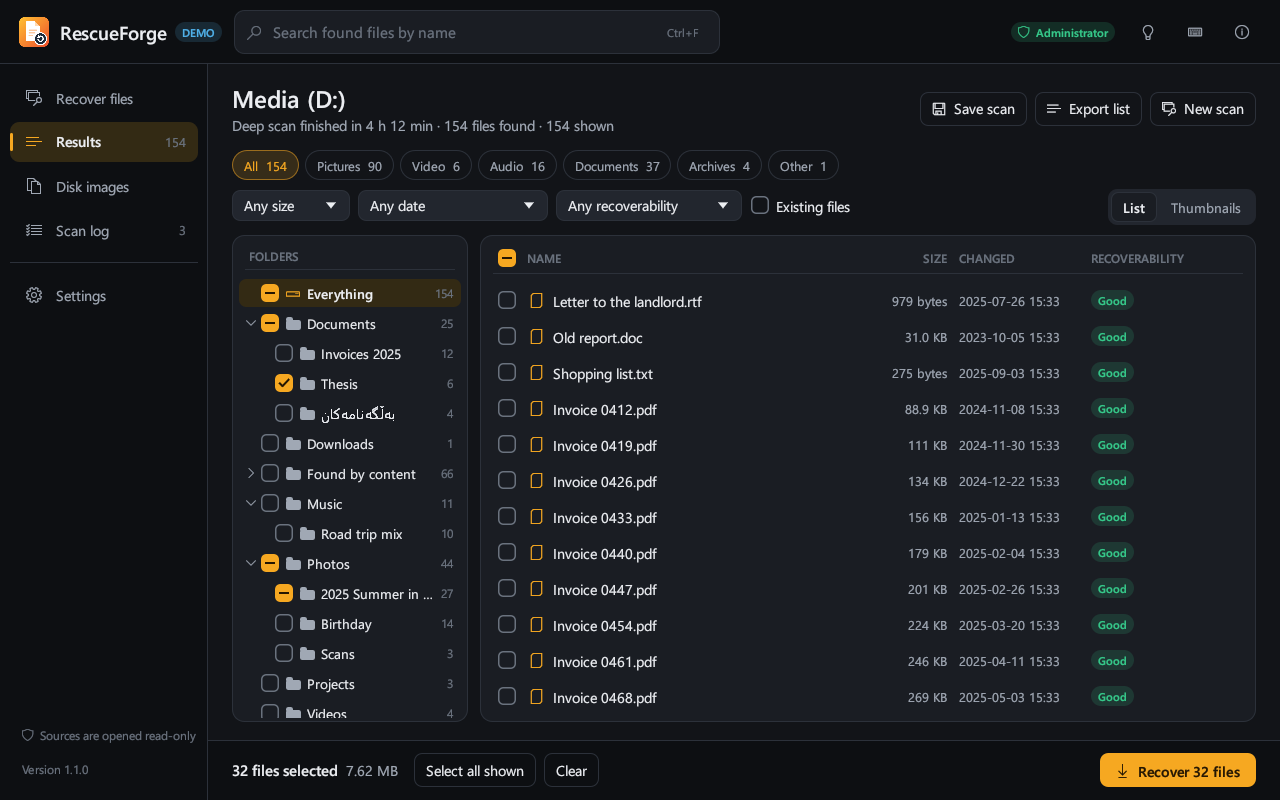 RescueForge DEMO
Search found files by name Ctrl+F
Administrator
Recover files
Results 154
Disk images
Scan log 3
Settings
Sources are opened read-only
Version 1.1.0
Media (D:)
Deep scan finished in 4 h 12 min · 154 files found · 154 shown
Save scan
Export list
New scan
All 154
Pictures 90
Video 6
Audio 16
Documents 37
Archives 4
Other 1
Any size
Any date
Any recoverability
Existing files
List
Thumbnails
FOLDERS
Everything 154
Documents 25
Invoices 2025 12
Thesis 6
بەڵگەنامەکان 4
Downloads 1
Found by content 66
Music 11
Road trip mix 10
Photos 44
2025 Summer in ... 27
Birthday 14
Scans 3
Projects 3
Videos 4
NAME SIZE CHANGED RECOVERABILITY
Letter to the landlord.rtf 979 bytes 2025-07-26 15:33 Good
Old report.doc 31.0 KB 2023-10-05 15:33 Good
Shopping list.txt 275 bytes 2025-09-03 15:33 Good
Invoice 0412.pdf 88.9 KB 2024-11-08 15:33 Good
Invoice 0419.pdf 111 KB 2024-11-30 15:33 Good
Invoice 0426.pdf 134 KB 2024-12-22 15:33 Good
Invoice 0433.pdf 156 KB 2025-01-13 15:33 Good
Invoice 0440.pdf 179 KB 2025-02-04 15:33 Good
Invoice 0447.pdf 201 KB 2025-02-26 15:33 Good
Invoice 0454.pdf 224 KB 2025-03-20 15:33 Good
Invoice 0461.pdf 246 KB 2025-04-11 15:33 Good
Invoice 0468.pdf 269 KB 2025-05-03 15:33 Good
32 files selected 7.62 MB
Select all shown
Clear
Recover 32 files